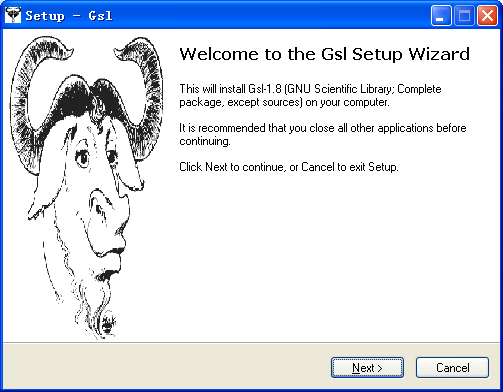 Setup - Gsl
Welcome to the Gsl Setup Wizard
This will install Gsl-1.8 (GNU Scientific Library; Complete
package, except sources) on your computer.
It is recommended that you close all other applications before
continuing.
Click Next to continue, or Cancel to exit Setup.
Next >
Cancel